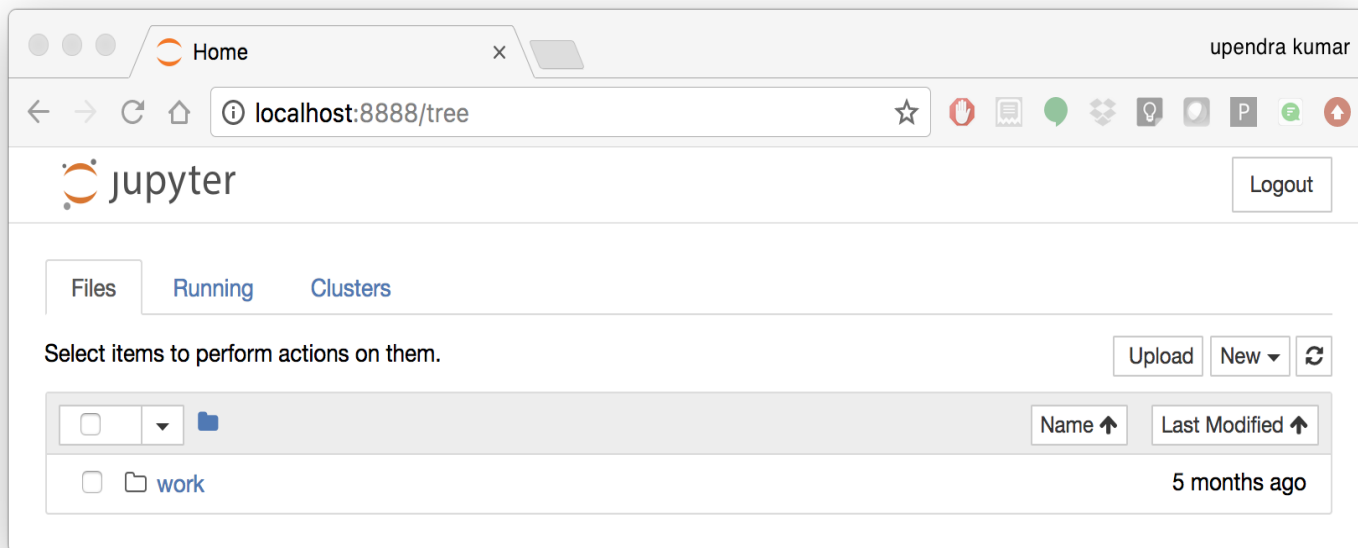 Home
upendra kumar
localhost:8888/tree
P
jupyter
Logout
Files Running Clusters
Select items to perform actions on them.
Upload New
Name Last Modified
work 5 months ago